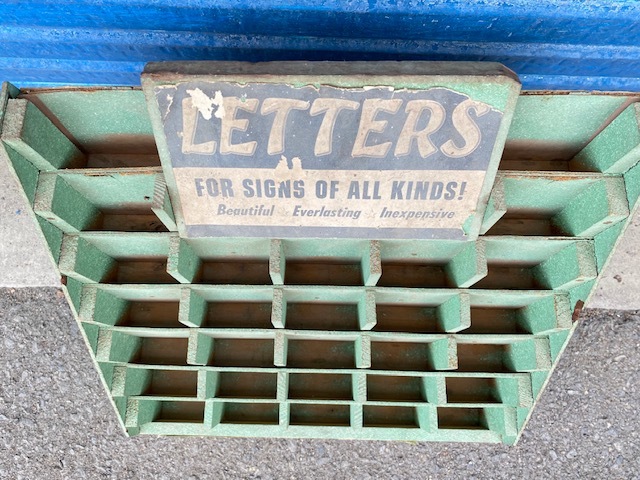 LETTERS
FOR SIGNS OF ALL KINDS!
Beautiful ☆ Everlasting ☆ Inexpensive